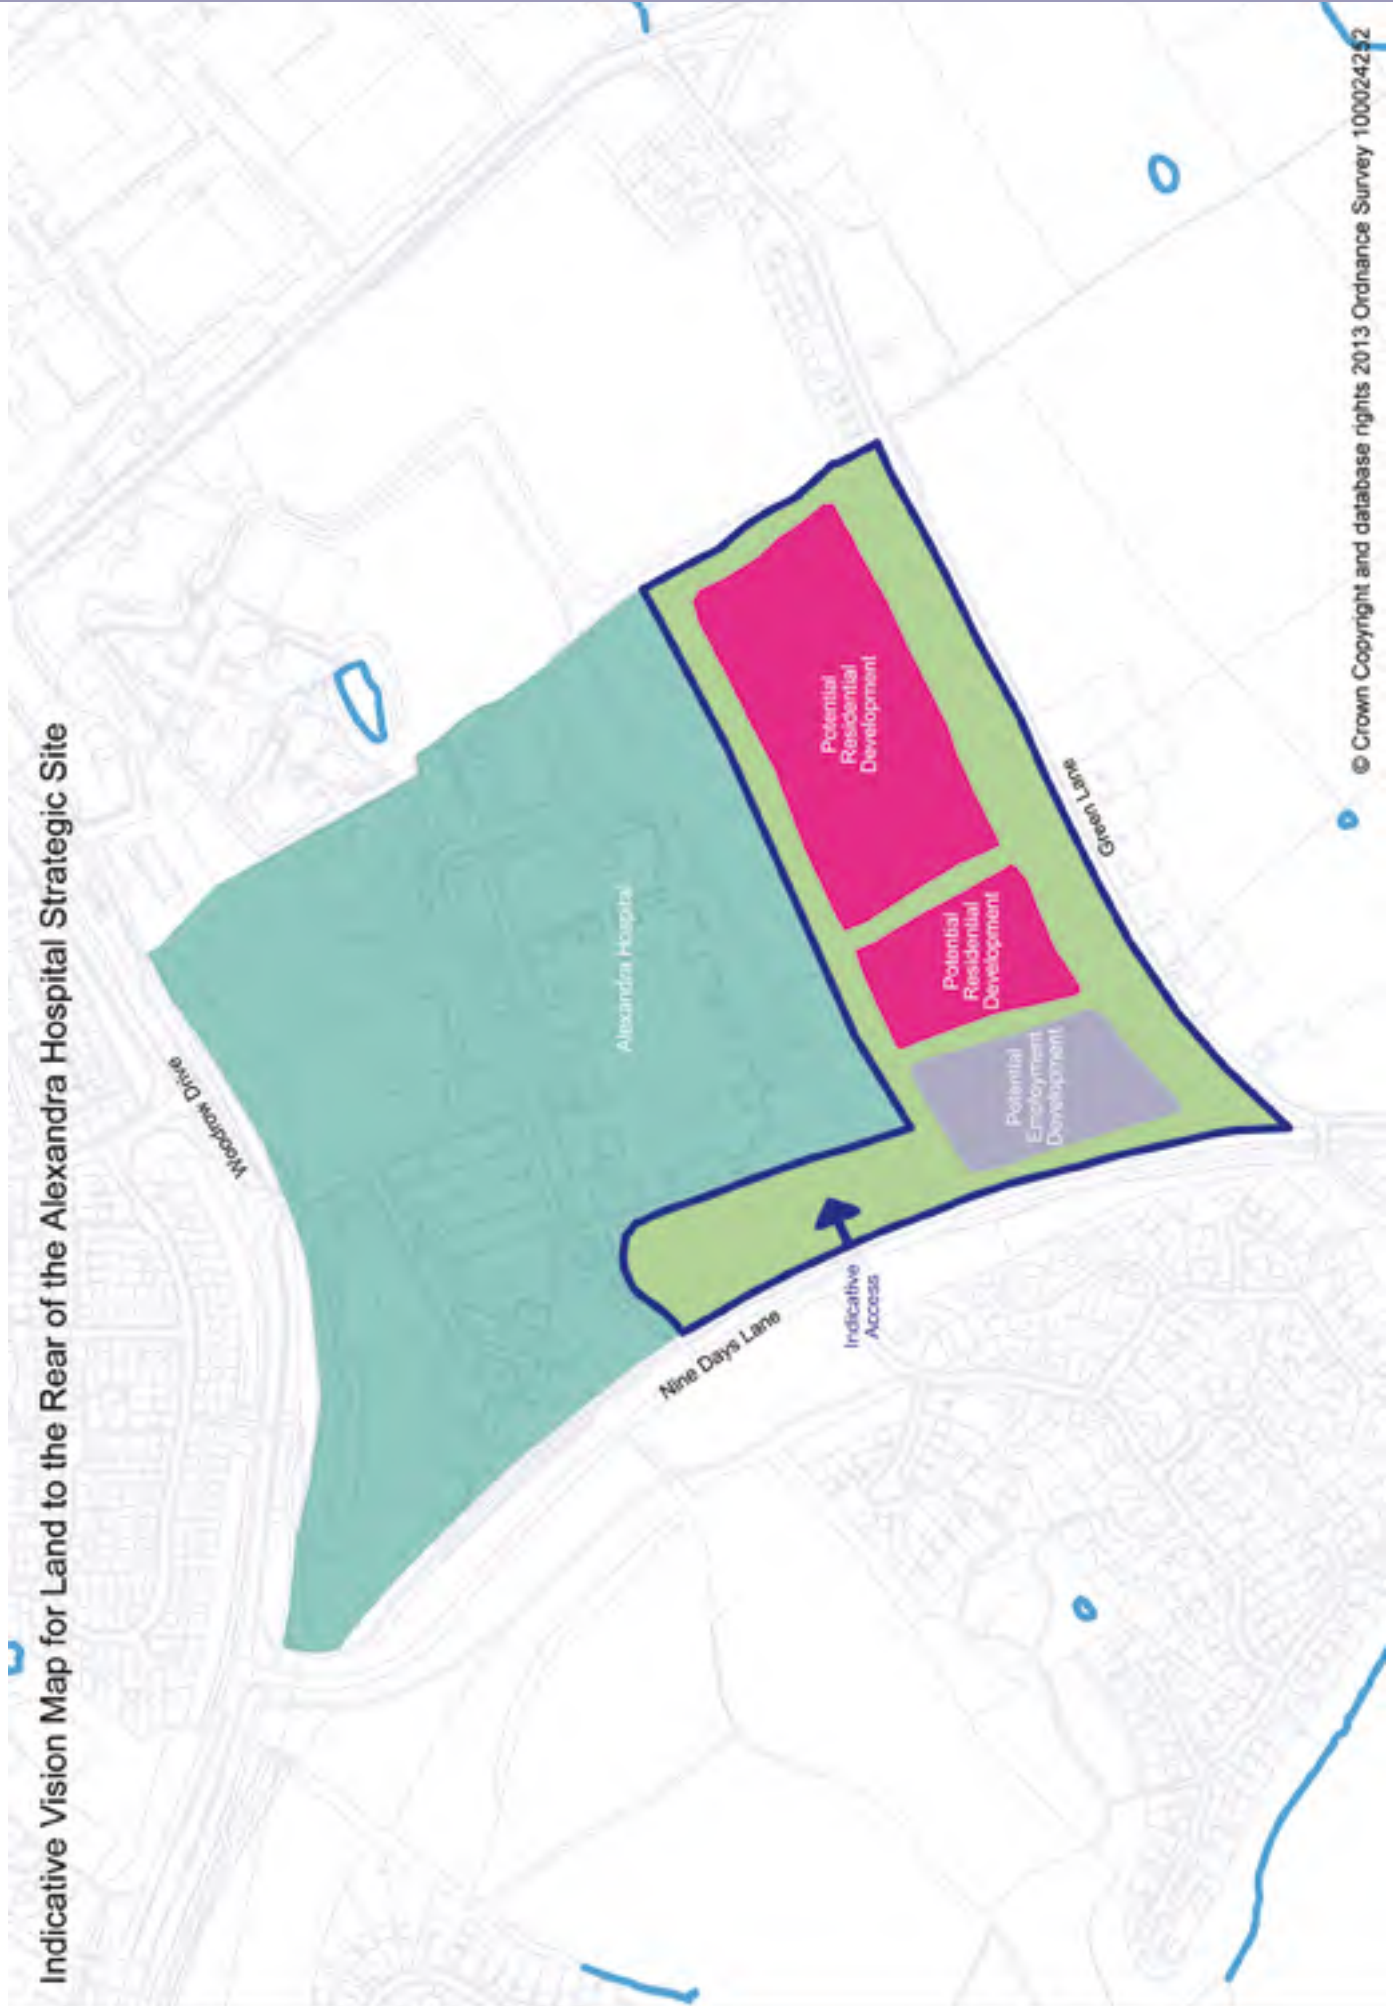 Indicative Vision Map for Land to the Rear of the Alexandra Hospital Strategic Site
Woodrow Drive
Alexandra Hospital
Nine Days Lane
Indicative
Access
Potential
Employment
Development
Potential
Residential
Development
Potential
Residential
Development
Green Lane
© Crown Copyright and database rights 2013 Ordnance Survey 100024252